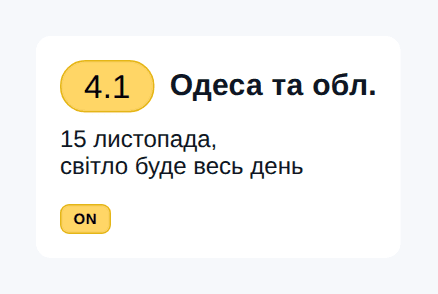 4.1 Одеса та обл.
15 листопада,
світло буде весь день
ON